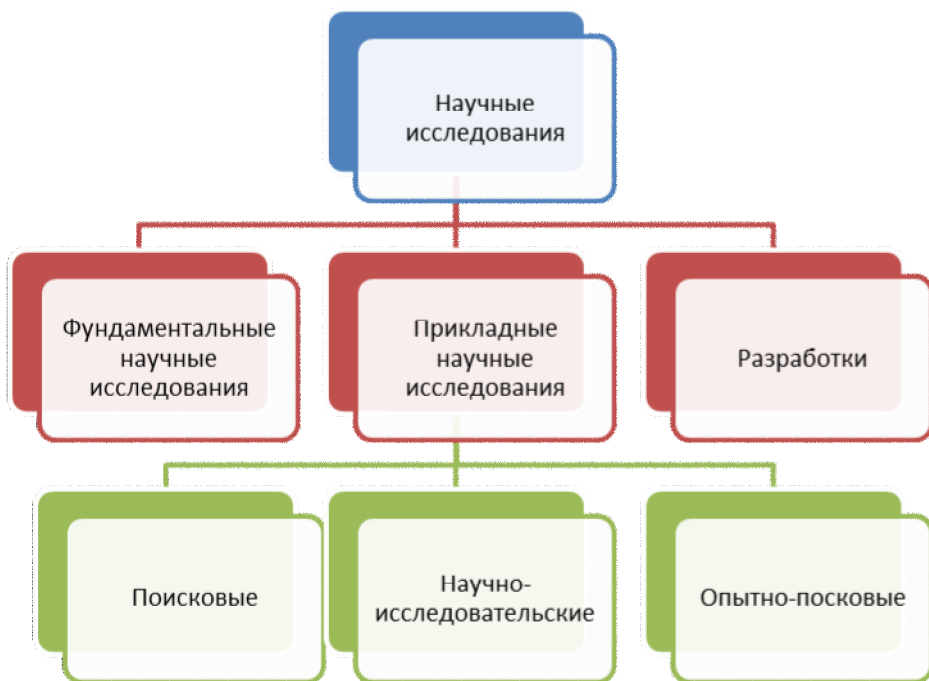 Научные
исследования
Фундаментальные
научные
исследования
Прикладные
научные
исследования
Разработки
Поисковые
Научно-
исследовательские
Опытно-посковые